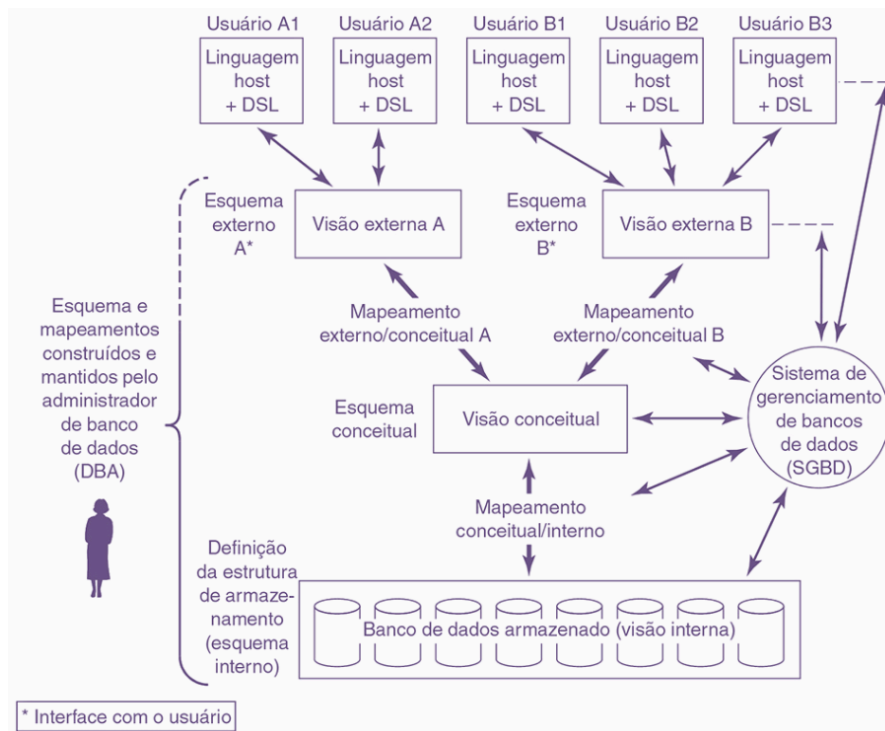 Usuário A1
Usuário A2
Usuário B1
Usuário B2
Usuário B3
Linguagem
host
+ DSL
Linguagem
host
+ DSL
Linguagem
host
+ DSL
Linguagem
host
+ DSL
Linguagem
host
+ DSL
Esquema
externo
A*
Visão externa A
Esquema
externo
B*
Visão externa B
Esquema e
mapeamentos
construídos e
mantidos pelo
administrador
de banco
de dados
(DBA)
Mapeamento
externo/conceitual A
Mapeamento
externo/conceitual B
Esquema
conceitual
Visão conceitual
Sistema de
gerenciamento
de bancos
de dados
(SGBD)
Mapeamento
conceitual/interno
Definição
da estrutura
de armaze-
namento
(esquema
interno)
Banco de dados armazenado (visão interna)
* Interface com o usuário